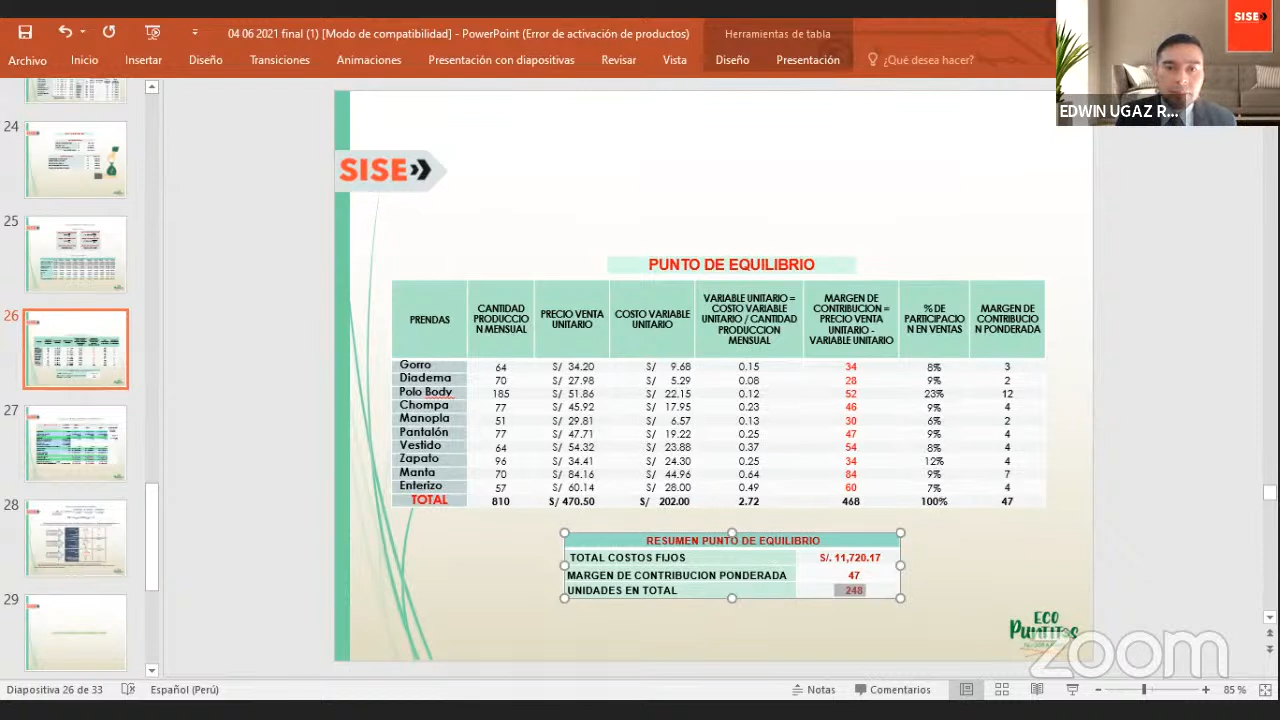 04 06 2021 final (1) [Modo de compatibilidad] - PowerPoint (Error de activación de productos)
Herramientas de tabla
SISE
Archivo Inicio Insertar Diseño Transiciones Animaciones Presentación con diapositivas Revisar Vista Diseño Presentación ¿Qué desea hacer?
EDWIN UGAZ R...
24
25
26
27
28
29
SISE
PUNTO DE EQUILIBRIO
PRENDAS CANTIDAD PRODUCCION MENSUAL PRECIO VENTA UNITARIO COSTO VARIABLE UNITARIO VARIABLE UNITARIO = COSTO VARIABLE UNITARIO / CANTIDAD PRODUCCION MENSUAL MARGEN DE CONTRIBUCION = PRECIO VENTA UNITARIO - VARIABLE UNITARIO % DE PARTICIPACION EN VENTAS MARGEN DE CONTRIBUCION PONDERADA
Gorro 64 S/ 34.20 S/ 9.68 0.15 34 8% 3
Diadema 70 S/ 27.98 S/ 5.29 0.08 28 9% 2
Polo Body 185 S/ 51.86 S/ 22.15 0.12 52 23% 12
Chompa 77 S/ 45.92 S/ 17.95 0.23 46 9% 4
Manopla 51 S/ 29.81 S/ 6.57 0.13 30 6% 2
Pantalón 77 S/ 47.71 S/ 19.22 0.25 47 9% 4
Vestido 64 S/ 54.32 S/ 23.88 0.37 54 8% 4
Zapato 96 S/ 34.41 S/ 24.30 0.25 34 12% 4
Manta 70 S/ 84.16 S/ 44.96 0.64 84 9% 7
Enterizo 57 S/ 60.14 S/ 28.00 0.49 60 7% 4
TOTAL 810 S/ 470.50 S/ 202.00 2.72 468 100% 47
RESUMEN PUNTO DE EQUILIBRIO
TOTAL COSTOS FIJOS S/. 11,720.17
MARGEN DE CONTRIBUCION PONDERADA 47
UNIDADES EN TOTAL 248
ECO
zoom
Diapositiva 26 de 33 Español (Perú) Notas Comentarios 85 %